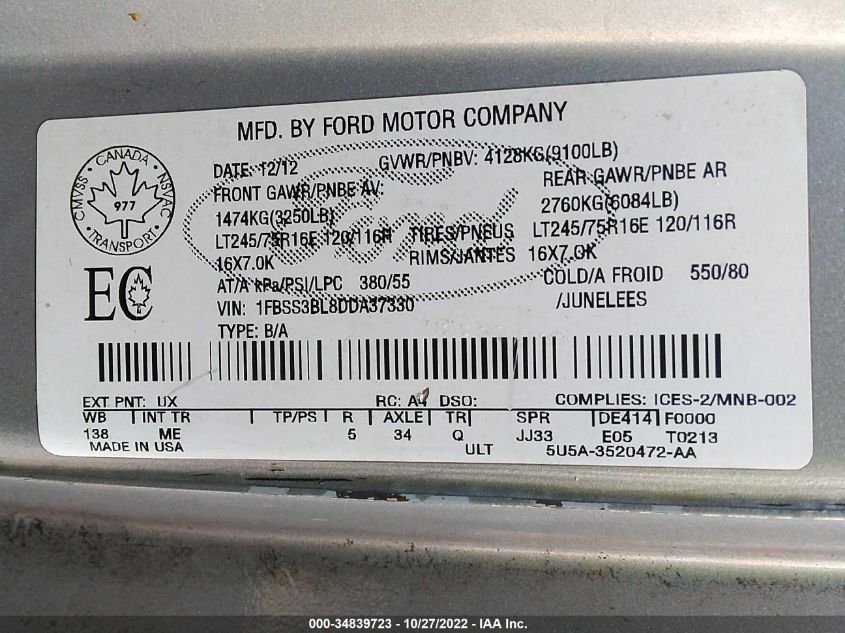 MFD. BY FORD MOTOR COMPANY
CANADA
CMVSS
NSVAC
977
TRANSPORT
DATE: 12/12 GVWR/PNBV: 4128KG(9100LB)
FRONT GAWR/PNBE AV: REAR GAWR/PNBE AR
1474KG(3250LB) 2760KG(6084LB)
LT245/75R16E 120/116R TIRES/PNEUS LT245/75R16E 120/116R
16X7.0K RIMS/JANTES 16X7.0K
AT/A kPa/PSI/LPC 380/55 COLD/A FROID 550/80
VIN: 1FBSS3BL8DDA37330 /JUNELEES
TYPE: B/A
EC
Ford
EXT PNT: UX RC: A4 DSO: COMPLIES: ICES-2/MNB-002
WB INT TR TP/PS R AXLE TR SPR DE414 F0000
138 ME 5 34 Q JJ33 E05 T0213
MADE IN USA ULT 5U5A-3520472-AA
000-34839723 - 10/27/2022 - IAA Inc.